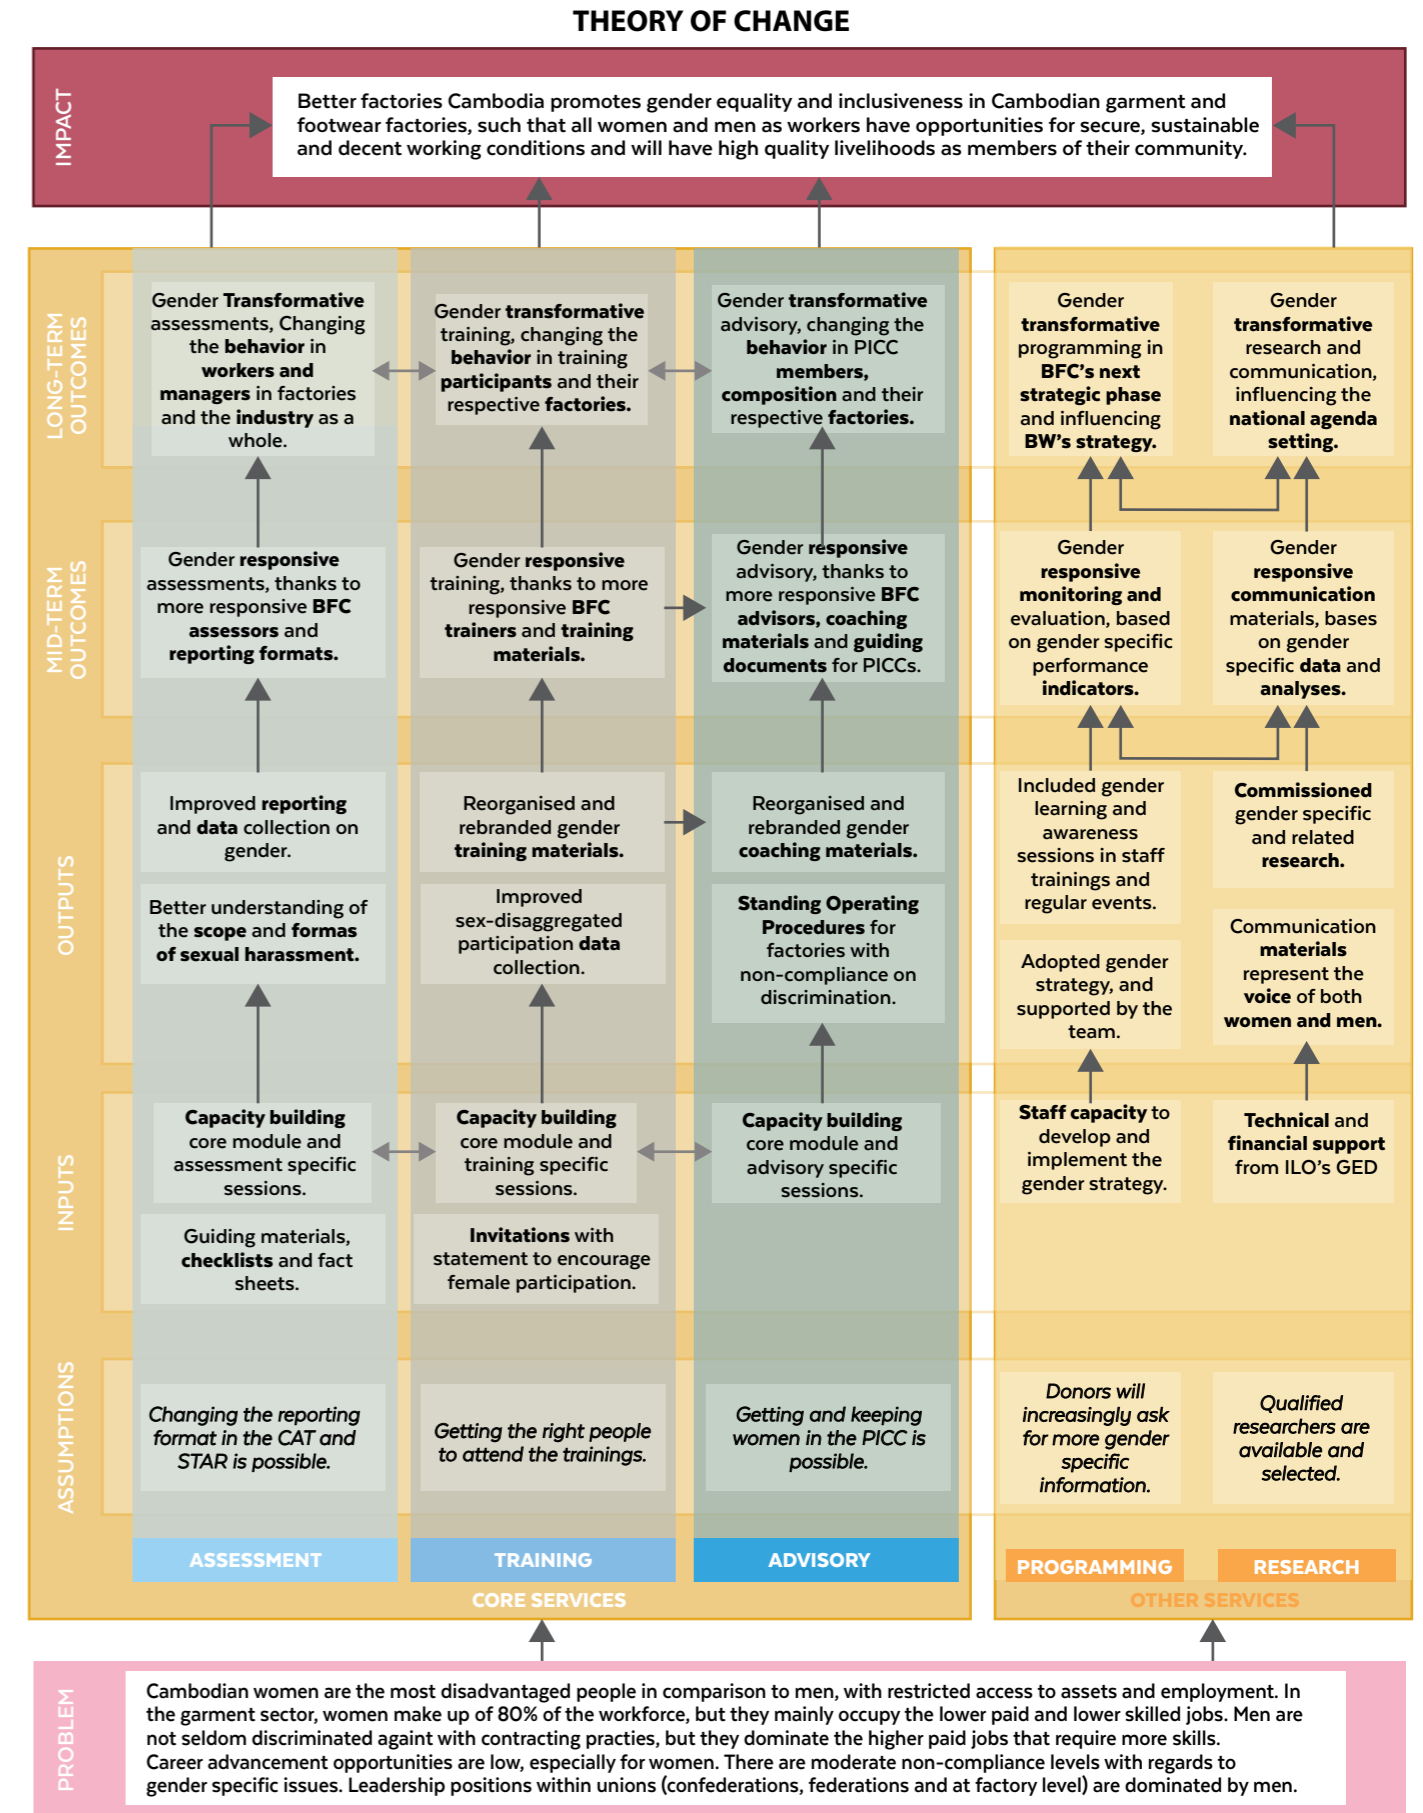 THEORY OF CHANGE
IMPACT
Better factories Cambodia promotes gender equality and inclusiveness in Cambodian garment and
footwear factories, such that all women and men as workers have opportunities for secure, sustainable
and decent working conditions and will have high quality livelihoods as members of their community.
LONG-TERM
OUTCOMES
Gender Transformative
assessments, Changing
the behavior in
workers and
managers in factories
and the industry as a
whole.
Gender transformative
training, changing the
behavior in training
participants and their
respective factories.
Gender transformative
advisory, changing the
behavior in PICC
members,
composition and their
respective factories.
Gender
transformative
programming in
BFC's next
strategic phase
and influencing
BW's strategy.
Gender
transformative
research and
communication,
influencing the
national agenda
setting.
MID-TERM
OUTCOMES
Gender responsive
assessments, thanks to
more responsive BFC
assessors and
reporting formats.
Gender responsive
training, thanks to more
responsive BFC
trainers and training
materials.
Gender responsive
advisory, thanks to
more responsive BFC
advisors, coaching
materials and guiding
documents for PICCs.
Gender
responsive
monitoring and
evaluation, based
on gender specific
performance
indicators.
Gender
responsive
communication
materials, bases
on gender
specific data and
analyses.
OUTPUTS
Improved reporting
and data collection on
gender.
Better understanding of
the scope and formas
of sexual harassment.
Reorganised and
rebranded gender
training materials.
Improved
sex-disaggregated
participation data
collection.
Reorganised and
rebranded gender
coaching materials.
Standing Operating
Procedures for
factories with
non-compliance on
discrimination.
Included gender
learning and
awareness
sessions in staff
trainings and
regular events.
Adopted gender
strategy, and
supported by the
team.
Commissioned
gender specific
and related
research.
Communication
materials
represent the
voice of both
women and men.
INPUTS
Capacity building
core module and
assessment specific
sessions.
Guiding materials,
checklists and fact
sheets.
Capacity building
core module and
training specific
sessions.
Invitations with
statement to encourage
female participation.
Capacity building
core module and
advisory specific
sessions.
Staff capacity to
develop and
implement the
gender strategy.
Technical and
financial support
from ILO's GED
ASSUMPTIONS
Changing the reporting
format in the CAT and
STAR is possible.
Getting the right people
to attend the trainings.
Getting and keeping
women in the PICC is
possible.
Donors will
increasingly ask
for more gender
specific
information.
Qualified
researchers are
available and
selected.
ASSESSMENT
TRAINING
ADVISORY
PROGRAMMING
RESEARCH
CORE SERVICES
OTHER SERVICES
PROBLEM
Cambodian women are the most disadvantaged people in comparison to men, with restricted access to assets and employment. In
the garment sector, women make up of 80% of the workforce, but they mainly occupy the lower paid and lower skilled jobs. Men are
not seldom discriminated againt with contracting practies, but they dominate the higher paid jobs that require more skills.
Career advancement opportunities are low, especially for women. There are moderate non-compliance levels with regards to
gender specific issues. Leadership positions within unions (confederations, federations and at factory level) are dominated by men.